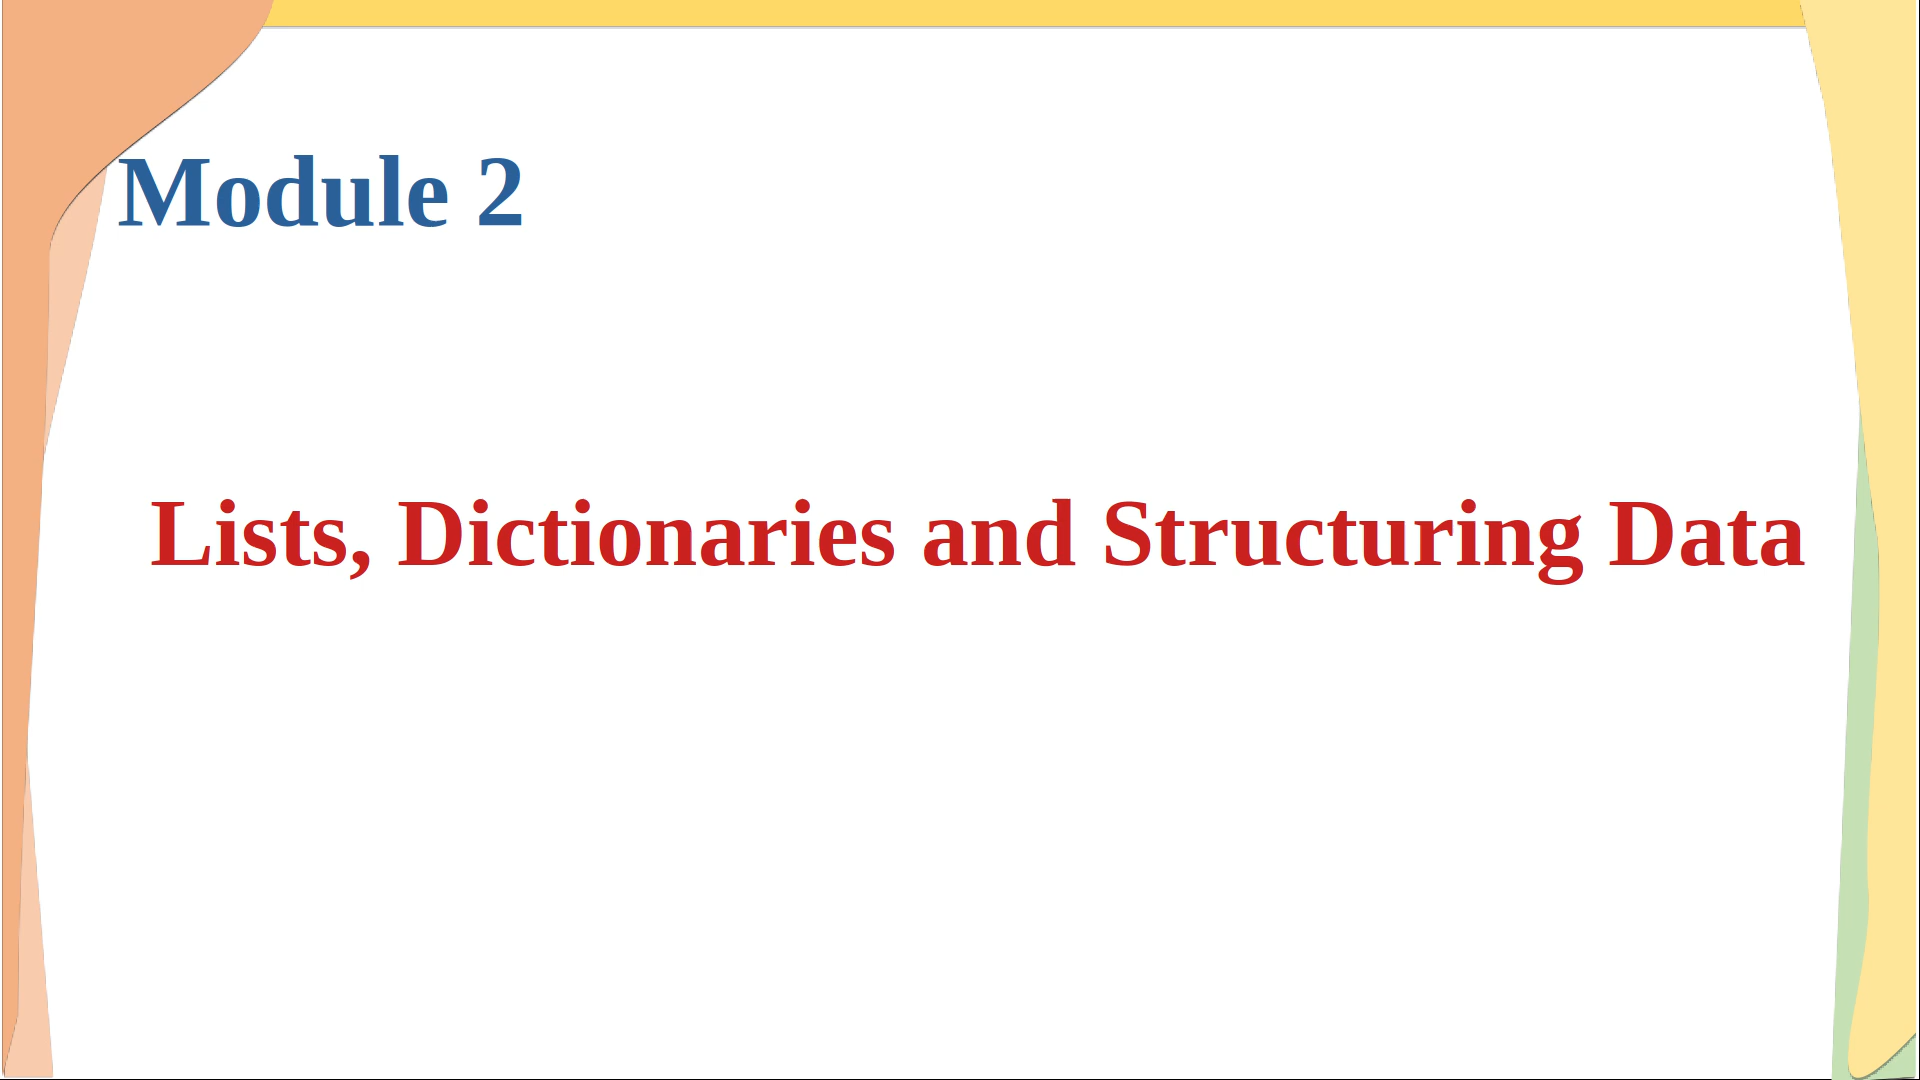 Module 2
Lists, Dictionaries and Structuring Data